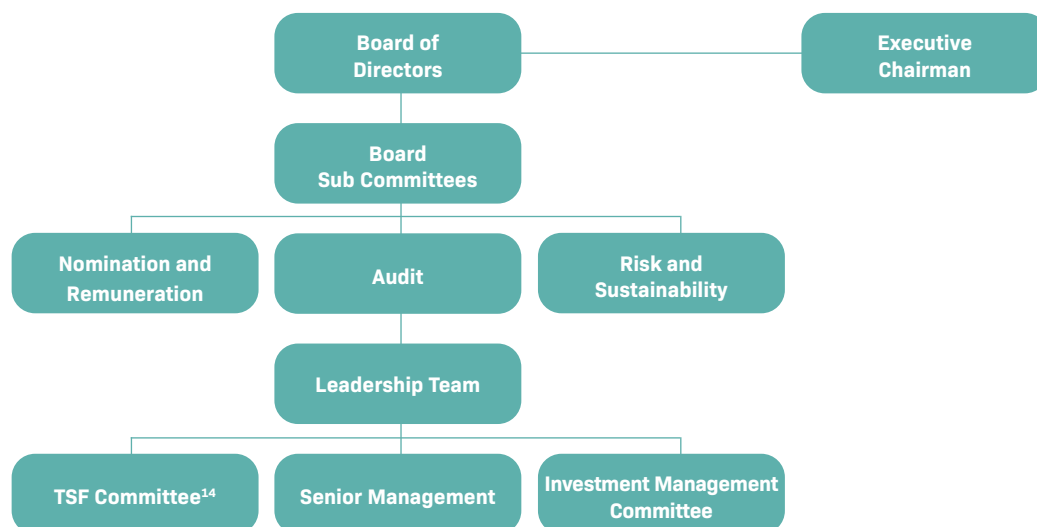 Board of
Directors
Executive
Chairman
Board
Sub Committees
Nomination and
Remuneration
Audit
Risk and
Sustainability
Leadership Team
TSF Committee¹⁴
Senior Management
Investment Management
Committee